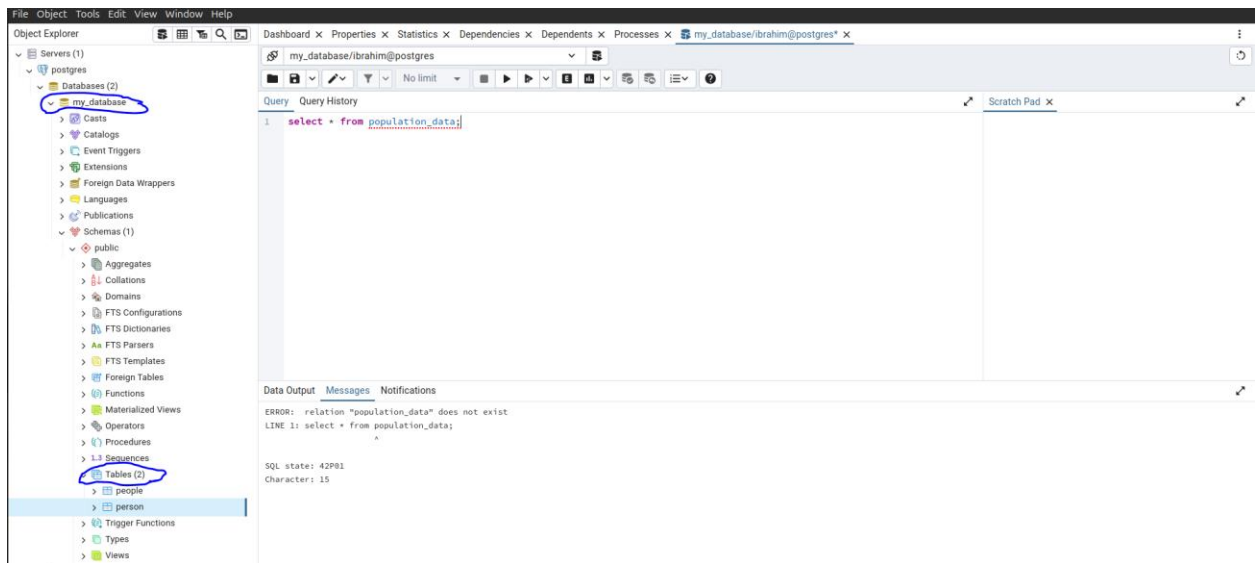 File Object Tools Edit View Window Help
Object Explorer
Dashboard x Properties x Statistics x Dependencies x Dependents x Processes x my_database/ibrahim@postgres* x
Servers (1)
postgres
Databases (2)
my_database
Casts
Catalogs
Event Triggers
Extensions
Foreign Data Wrappers
Languages
Publications
Schemas (1)
public
Aggregates
Collations
Domains
FTS Configurations
FTS Dictionaries
Aa FTS Parsers
FTS Templates
Foreign Tables
Functions
Materialized Views
Operators
Procedures
1..3 Sequences
Tables (2)
people
person
Trigger Functions
Types
Views
my_database/ibrahim@postgres
No limit
E
Query Query History
Scratch Pad x
1 select * from population_data;
Data Output Messages Notifications
ERROR: relation "population_data" does not exist
LINE 1: select * from population_data;
^
SQL state: 42P01
Character: 15